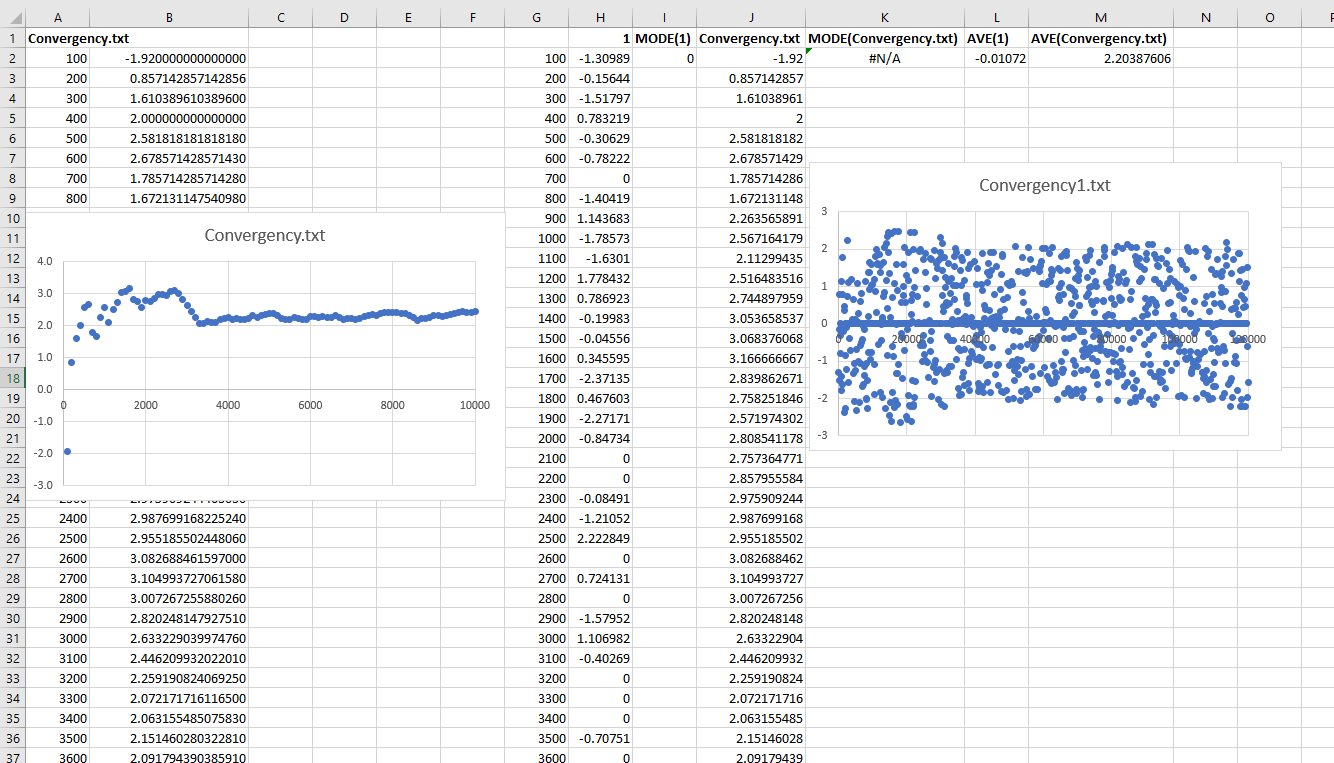 A B C D E F G H I J K L M N O P
1 Convergency.txt 1 MODE(1) Convergency.txt MODE(Convergency.txt) AVE(1) AVE(Convergency.txt)
2 100 -1.920000000000000 100 -1.30989 0 -1.92 #N/A -0.01072 2.20387606
3 200 0.857142857142856 200 -0.15644 0.857142857
4 300 1.610389610389600 300 -1.51797 1.61038961
5 400 2.000000000000000 400 0.783219 2
6 500 2.581818181818180 500 -0.30629 2.581818182
7 600 2.678571428571430 600 -0.78222 2.678571429
8 700 1.785714285714280 700 0 1.785714286
9 800 1.672131147540980 800 -1.40419 1.672131148
10 900 1.143683 2.263565891
11 1000 -1.78573 2.567164179
12 1100 -1.6301 2.11299435
13 1200 1.778432 2.516483516
14 1300 0.786923 2.744897959
15 1400 -0.19983 3.053658537
16 1500 -0.04556 3.068376068
17 1600 0.345595 3.166666667
18 1700 -2.37135 2.839862671
19 1800 0.467603 2.758251846
20 1900 -2.27171 2.571974302
21 2000 -0.84734 2.808541178
22 2100 0 2.757364771
23 2200 0 2.857955584
24 2300 -0.08491 2.975909244
25 2400 2.987699168225240 2400 -1.21052 2.987699168
26 2500 2.955185502448060 2500 2.222849 2.955185502
27 2600 3.082688461597000 2600 0 3.082688462
28 2700 3.104993727061580 2700 0.724131 3.104993727
29 2800 3.007267255880260 2800 0 3.007267256
30 2900 2.820248147927510 2900 -1.57952 2.820248148
31 3000 2.633229039974760 3000 1.106982 2.63322904
32 3100 2.446209932022010 3100 -0.40269 2.446209932
33 3200 2.259190824069250 3200 0 2.259190824
34 3300 2.072171716116500 3300 0 2.072171716
35 3400 2.063155485075830 3400 0 2.063155485
36 3500 2.151460280322810 3500 -0.70751 2.15146028
37 3600 2.091794390385910 3600 0 2.09179439
Convergency.txt
4.0
3.0
2.0
1.0
0.0
0 2000 4000 6000 8000 10000
-1.0
-2.0
-3.0
Convergency1.txt
3
2
1
0
0 20000 40000 60000 80000 100000 120000
-1
-2
-3